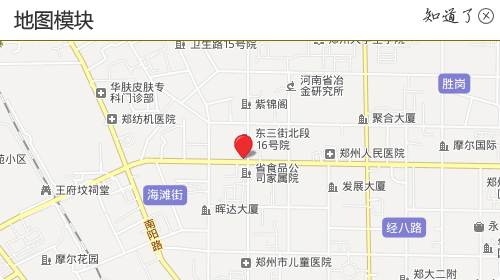 地图模块
知道了
卫生路15号院
华肤皮肤专
科门诊部
郑纺机医院
紫锦阁
河南省冶
金研究所
胜岗
聚合大厦
东三街北段
16号院
摩尔国际
郑州人民医院
苑小区
省食品公
司家属院
王府坟祠堂
海滩街
发展大厦
郑州
晖达大厦
南阳路
经八路
永
华
摩尔花园
郑州市儿童医院
郑大二附